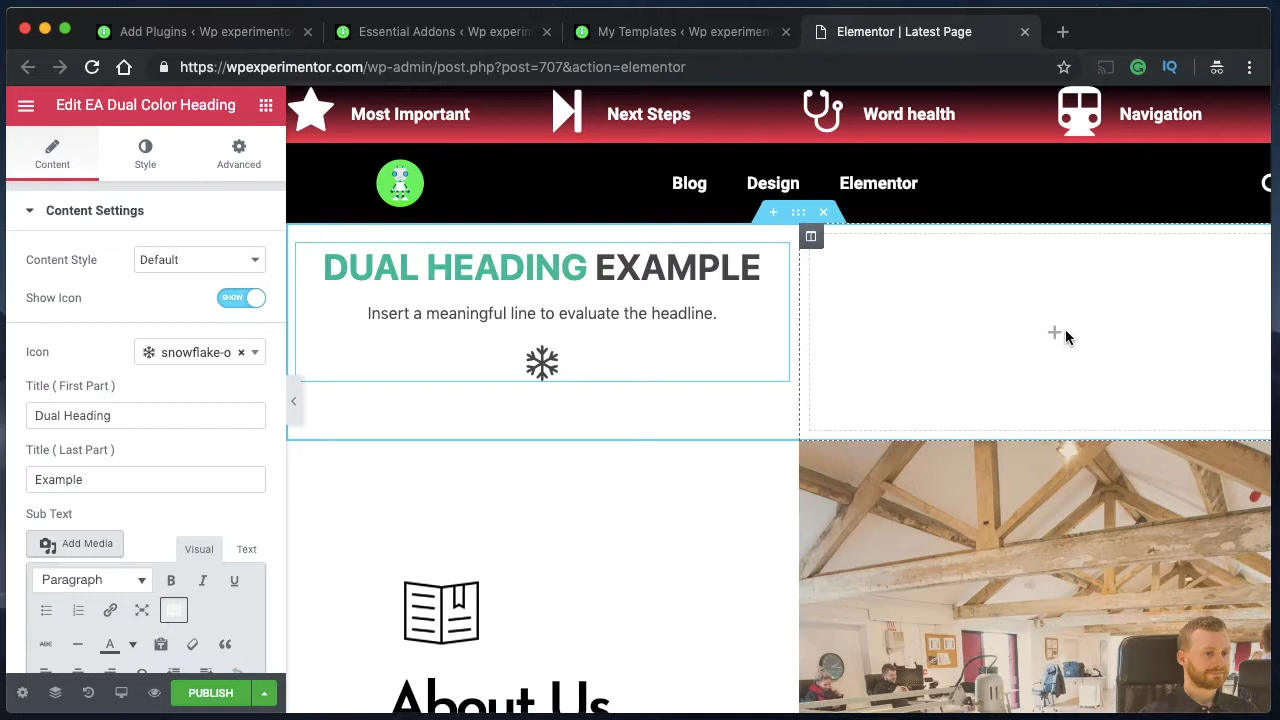 Add Plugins ‹ Wp experimento
Essential Addons ‹ Wp experim
My Templates ‹ Wp experimen
Elementor | Latest Page
https://wpexperimentor.com/wp-admin/post.php?post=707&action=elementor
Edit EA Dual Color Heading
Most Important
Next Steps
Word health
Navigation
Content
Style
Advanced
Blog
Design
Elementor
Content Settings
Content Style
Default
Show Icon
SHOW
DUAL HEADING EXAMPLE
Insert a meaningful line to evaluate the headline.
Icon
snowflake-o
Title ( First Part )
Dual Heading
Title ( Last Part )
Example
Sub Text
Add Media
Visual
Text
Paragraph
B I U
ABC
A
About Us
PUBLISH